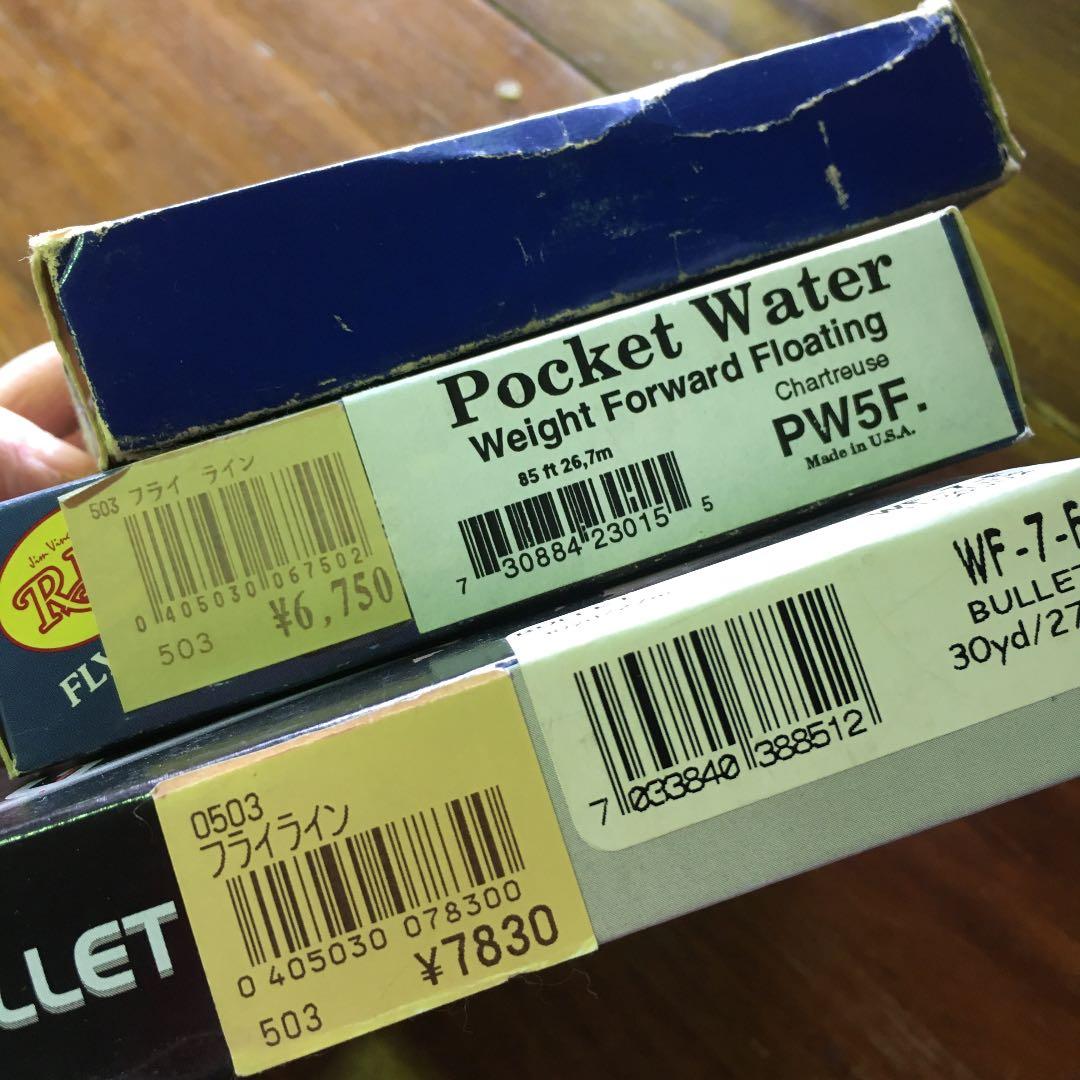 Pocket Water
Weight Forward Floating
Chartreuse
85 ft 26,7m
PW5F.
Made in U.S.A.
7 30884 23015 5
503 フライ ライン
0 405030 067502
¥6,750
503
WF-7-
BULLET
30yd/27
7 033840 388512
0503
フライライン
0 405030 078300
¥7830
503
LLET